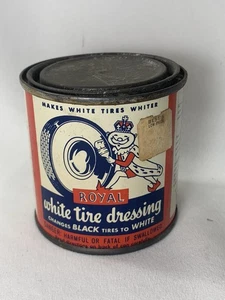 MAKES WHITE TIRES WHITER
ROYAL
white tire dressing
CHANGES BLACK TIRES TO WHITE
HARMFUL OR FATAL IF SWALLOWED